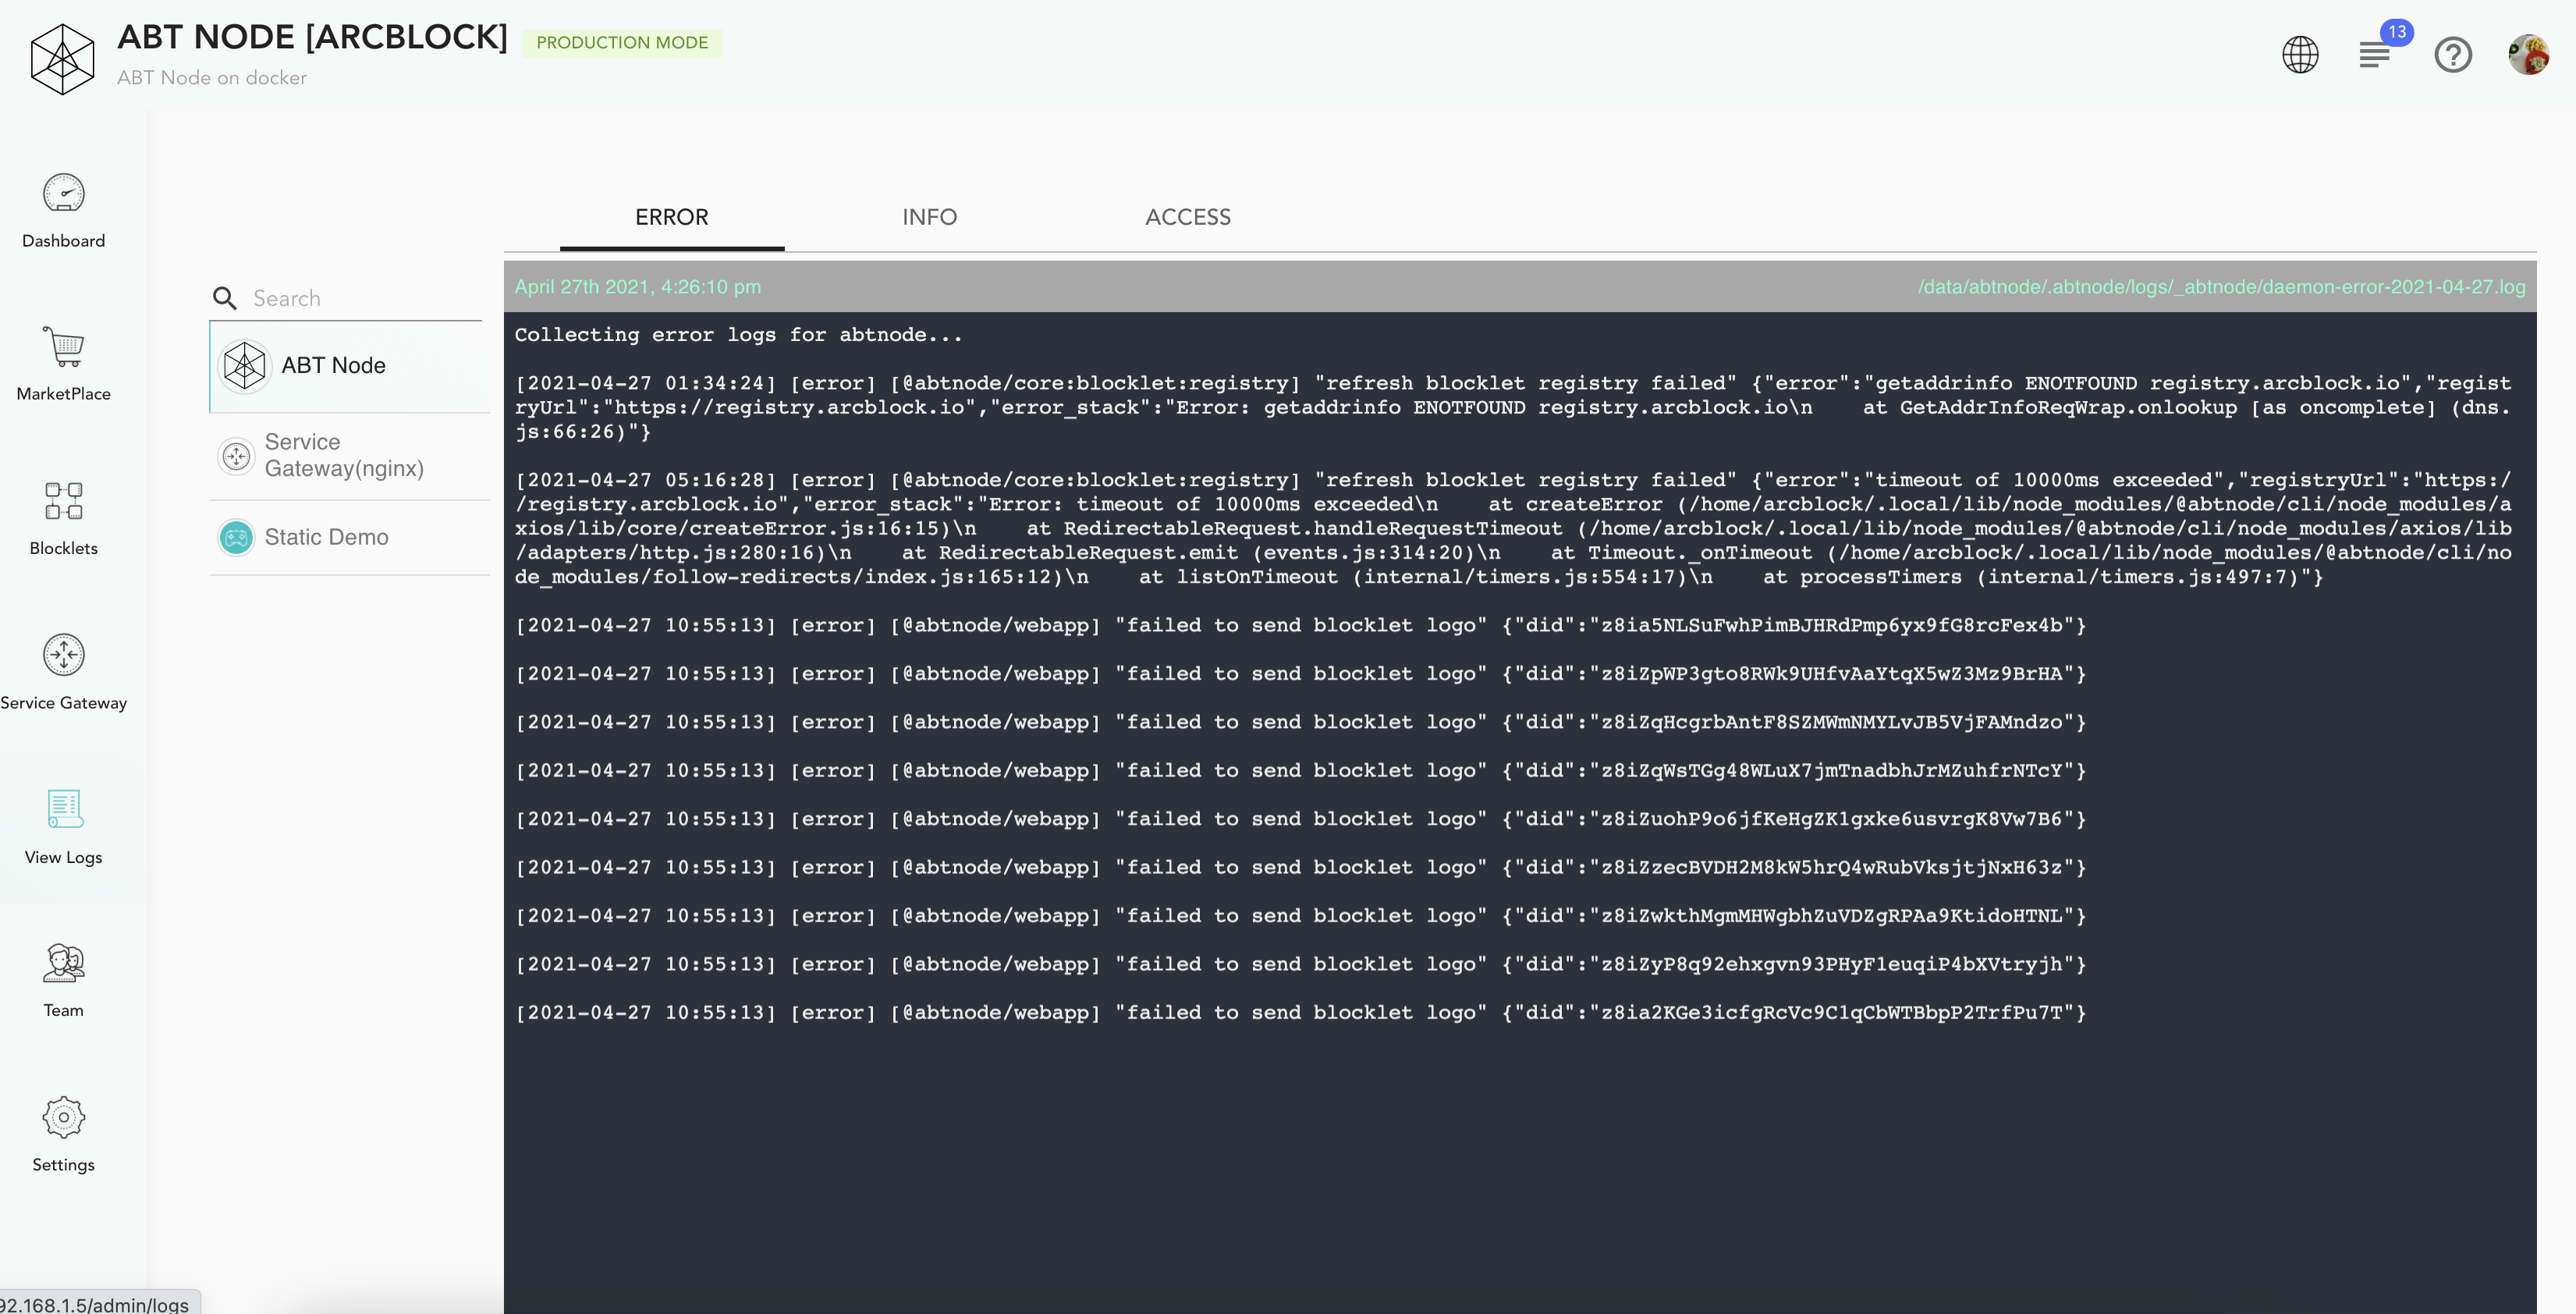 ABT NODE [ARCBLOCK]
PRODUCTION MODE
ABT Node on docker
13
Dashboard
MarketPlace
Blocklets
Service Gateway
View Logs
Team
Settings
Search
ABT Node
Service
Gateway(nginx)
Static Demo
ERROR
INFO
ACCESS
April 27th 2021, 4:26:10 pm
/data/abtnode/.abtnode/logs/_abtnode/daemon-error-2021-04-27.log
Collecting error logs for abtnode...
[2021-04-27 01:34:24] [error] [@abtnode/core:blocklet:registry] "refresh blocklet registry failed" {"error":"getaddrinfo ENOTFOUND registry.arcblock.io","regist
ryUrl":"https://registry.arcblock.io","error_stack":"Error: getaddrinfo ENOTFOUND registry.arcblock.io\n    at GetAddrInfoReqWrap.onlookup [as oncomplete] (dns.
js:66:26)"}
[2021-04-27 05:16:28] [error] [@abtnode/core:blocklet:registry] "refresh blocklet registry failed" {"error":"timeout of 10000ms exceeded","registryUrl":"https:/
/registry.arcblock.io","error_stack":"Error: timeout of 10000ms exceeded\n    at createError (/home/arcblock/.local/lib/node_modules/@abtnode/cli/node_modules/a
xios/lib/core/createError.js:16:15)\n    at RedirectableRequest.handleRequestTimeout (/home/arcblock/.local/lib/node_modules/@abtnode/cli/node_modules/axios/lib
/adapters/http.js:280:16)\n    at RedirectableRequest.emit (events.js:314:20)\n    at Timeout._onTimeout (/home/arcblock/.local/lib/node_modules/@abtnode/cli/no
de_modules/follow-redirects/index.js:165:12)\n    at listOnTimeout (internal/timers.js:554:17)\n    at processTimers (internal/timers.js:497:7)"}
[2021-04-27 10:55:13] [error] [@abtnode/webapp] "failed to send blocklet logo" {"did":"z8ia5NLSuFwhPimBJHRdPmp6yx9fG8rcFex4b"}
[2021-04-27 10:55:13] [error] [@abtnode/webapp] "failed to send blocklet logo" {"did":"z8iZpWP3gto8RWk9UHfvAaYtqX5wZ3Mz9BrHA"}
[2021-04-27 10:55:13] [error] [@abtnode/webapp] "failed to send blocklet logo" {"did":"z8iZqHcgrbAntF8SZMWmNMYLvJB5VjFAMndzo"}
[2021-04-27 10:55:13] [error] [@abtnode/webapp] "failed to send blocklet logo" {"did":"z8iZqWsTGg48WLuX7jmTnadbhJrMZuhfrNTcY"}
[2021-04-27 10:55:13] [error] [@abtnode/webapp] "failed to send blocklet logo" {"did":"z8iZuohP9o6jfKeHgZK1gxke6usvrgK8Vw7B6"}
[2021-04-27 10:55:13] [error] [@abtnode/webapp] "failed to send blocklet logo" {"did":"z8iZzecBVDH2M8kW5hrQ4wRubVksjtjNxH63z"}
[2021-04-27 10:55:13] [error] [@abtnode/webapp] "failed to send blocklet logo" {"did":"z8iZwkthMgmMHWgbhZuVDZgRPAa9KtidoHTNL"}
[2021-04-27 10:55:13] [error] [@abtnode/webapp] "failed to send blocklet logo" {"did":"z8iZyP8q92ehxgvn93PHyF1euqiP4bXVtryjh"}
[2021-04-27 10:55:13] [error] [@abtnode/webapp] "failed to send blocklet logo" {"did":"z8ia2KGe3icfgRcVc9C1qCbWTBbpP2TrfPu7T"}
92.168.1.5/admin/logs